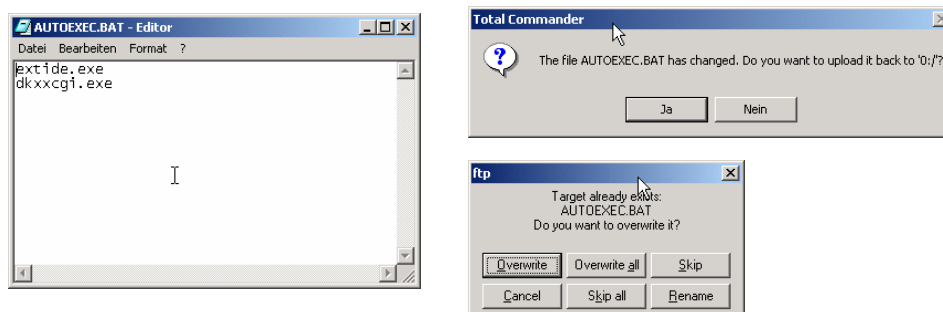 AUTOEXEC.BAT - Editor
Datei Bearbeiten Format ?
extide.exe
dkxxcgi.exe
Total Commander
The file AUTOEXEC.BAT has changed. Do you want to upload it back to '0:/'?
Ja Nein
ftp
Target already exists:
AUTOEXEC.BAT
Do you want to overwrite it?
Overwrite Overwrite all Skip
Cancel Skip all Rename